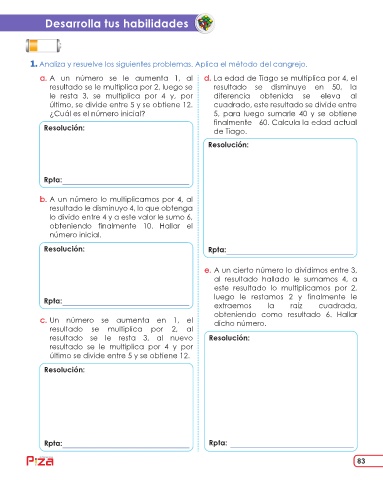 Desarrolla tus habilidades
1. Analiza y resuelve los siguientes problemas. Aplica el método del cangrejo.
a. A un número se le aumenta 1, al
resultado se le multiplica por 2, luego se
le resta 3, se multiplica por 4 y, por
último, se divide entre 5 y se obtiene 12.
¿Cuál es el número inicial?
Resolución:
Rpta:
b. A un número lo multiplicamos por 4, al
resultado le disminuyo 4, lo que obtenga
lo divido entre 4 y a este valor le sumo 6,
obteniendo finalmente 10. Hallar el
número inicial.
Resolución:
Rpta:
c. Un número se aumenta en 1, el
resultado se multiplica por 2, al
resultado se le resta 3, al nuevo
resultado se le multiplica por 4 y por
último se divide entre 5 y se obtiene 12.
Resolución:
Rpta:
d. La edad de Tiago se multiplica por 4, el
resultado se disminuye en 50, la
diferencia obtenida se eleva al
cuadrado, este resultado se divide entre
5, para luego sumarle 40 y se obtiene
finalmente 60. Calcula la edad actual
de Tiago.
Resolución:
Rpta:
e. A un cierto número lo dividimos entre 3,
al resultado hallado le sumamos 4, a
este resultado lo multiplicamos por 2,
luego le restamos 2 y finalmente le
extraemos la raíz cuadrada,
obteniendo como resultado 6. Hallar
dicho número.
Resolución:
Rpta:
83